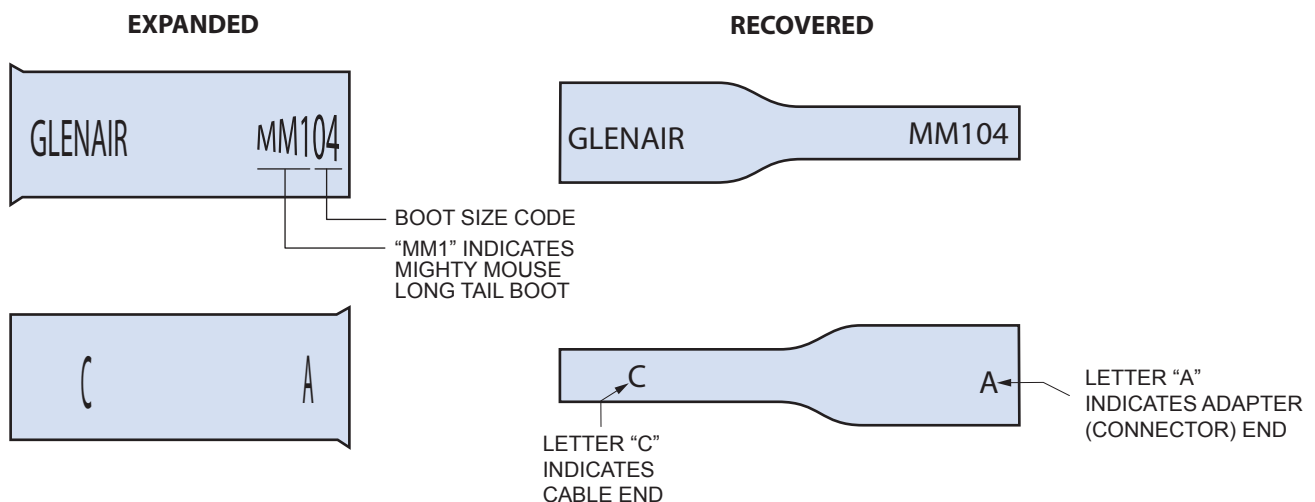 EXPANDED
RECOVERED
GLENAIR
MM104
GLENAIR
MM104
BOOT SIZE CODE
“MM1” INDICATES
MIGHTY MOUSE
LONG TAIL BOOT
C
A
C
A
LETTER “A”
INDICATES ADAPTER
(CONNECTOR) END
LETTER “C”
INDICATES
CABLE END